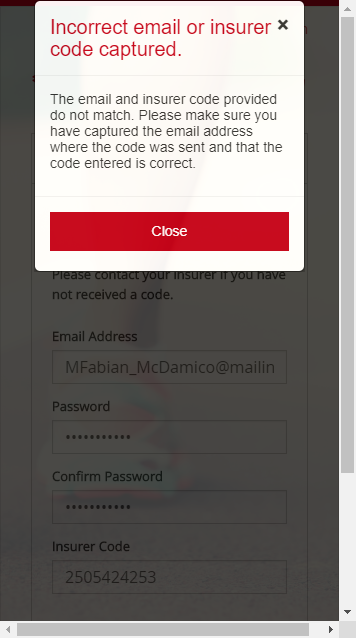 Incorrect email or insurer
code captured.
The email and insurer code provided
do not match. Please make sure you
have captured the email address
where the code was sent and that the
code entered is correct.
Close
Please contact your insurer if you have
not received a code.
Email Address
MFabian_McDamico@mailin
Password
•••••••••••
Confirm Password
•••••••••••
Insurer Code
2505424253